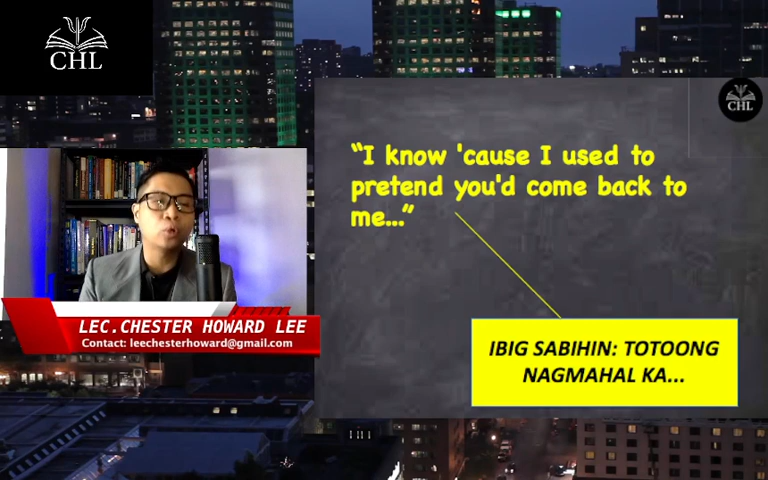 CHL
CHL
“I know 'cause I used to
pretend you'd come back to
me...”
IBIG SABIHIN: TOTOONG
NAGMAHAL KA...
LEC.CHESTER HOWARD LEE
Contact: leechesterhoward@gmail.com
CHL